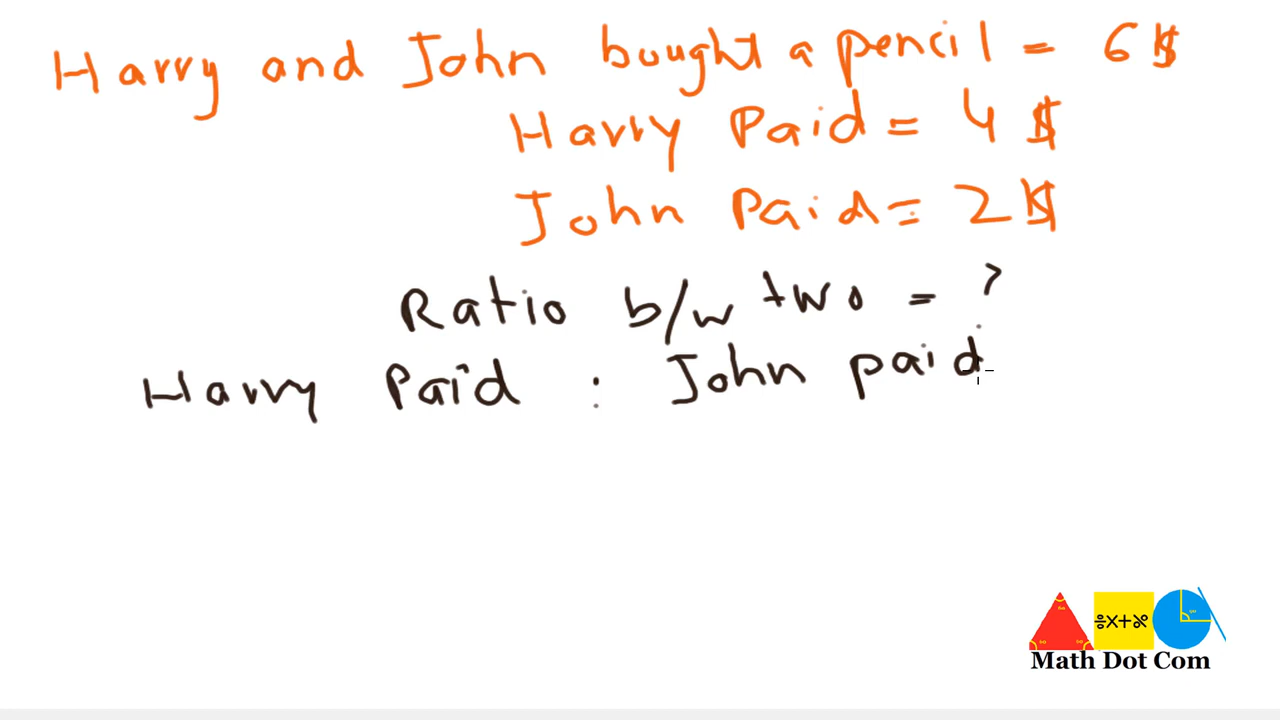 Harry and John bought a pencil = 6$
Harry Paid = 4$
John Paid = 2$
Ratio b/w two = ?
Harry Paid : John paid
÷x+%
Math Dot Com